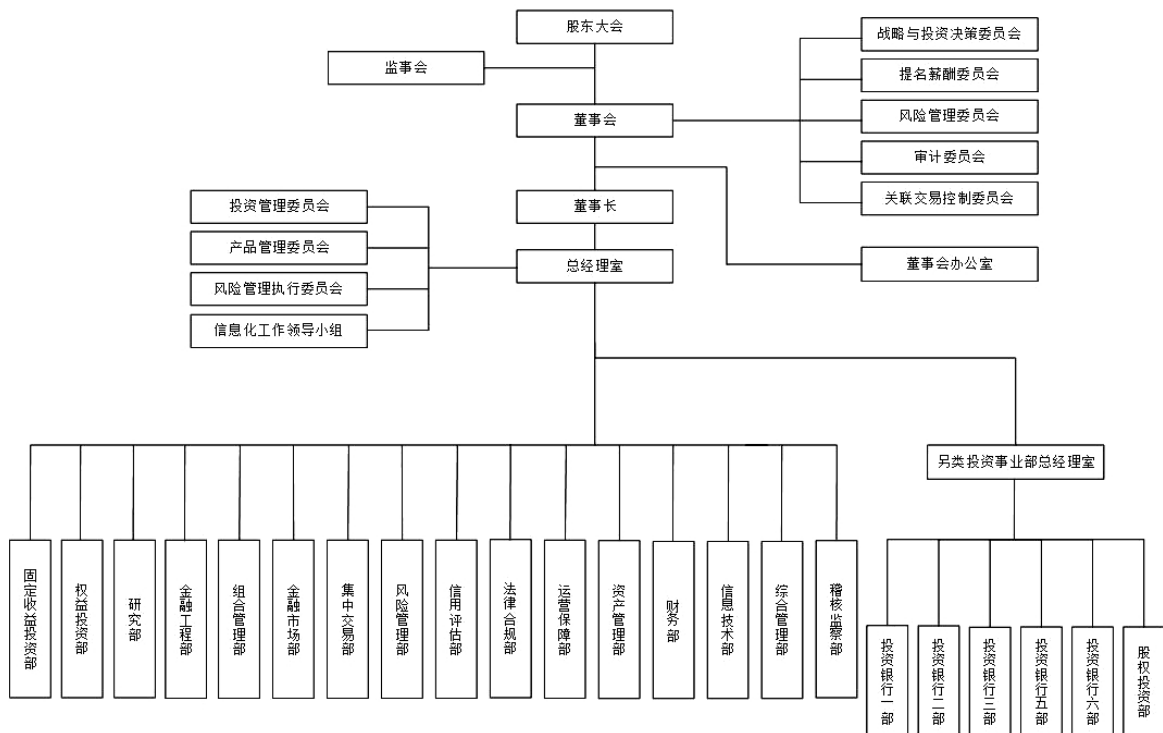 股东大会
监事会
董事会
战略与投资决策委员会
提名薪酬委员会
风险管理委员会
审计委员会
关联交易控制委员会
董事会办公室
董事长
总经理室
投资管理委员会
产品管理委员会
风险管理执行委员会
信息化工作领导小组
另类投资事业部总经理室
固定收益投资部
权益投资部
研究部
金融工程部
组合管理部
金融市场部
集中交易部
风险管理部
信用评估部
法律合规部
运营保障部
资产管理部
财务部
信息技术部
综合管理部
稽核监察部
投资银行一部
投资银行二部
投资银行三部
投资银行五部
投资银行六部
股权投资部